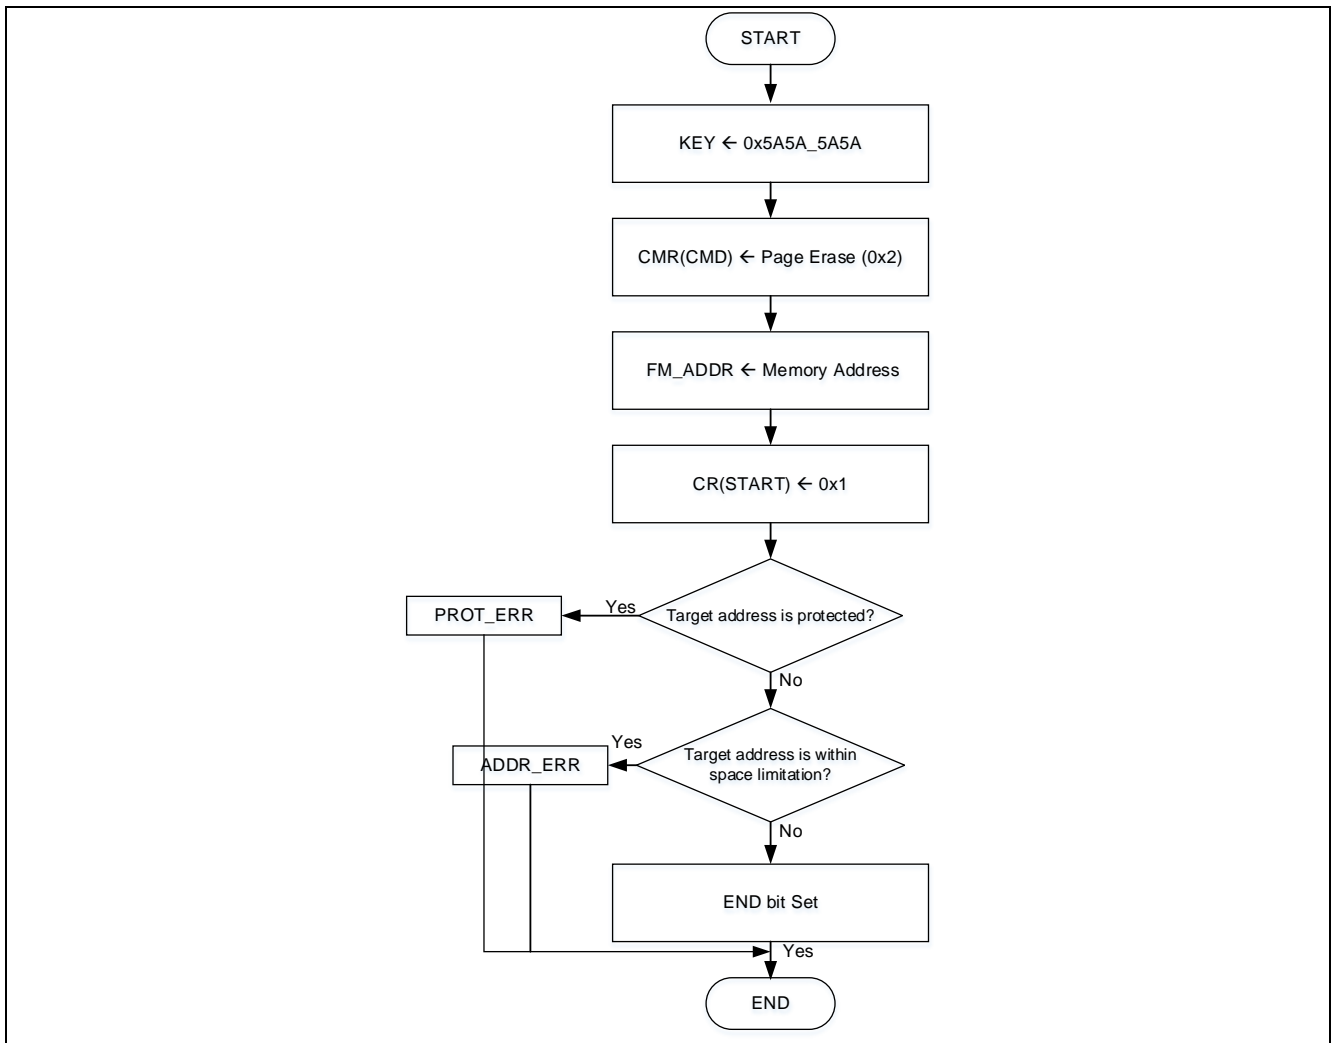 START
KEY ← 0x5A5A_5A5A
CMR(CMD) ← Page Erase (0x2)
FM_ADDR ← Memory Address
CR(START) ← 0x1
PROT_ERR
Yes
Target address is protected?
No
Yes
ADDR_ERR
Target address is within
space limitation?
No
END bit Set
Yes
END